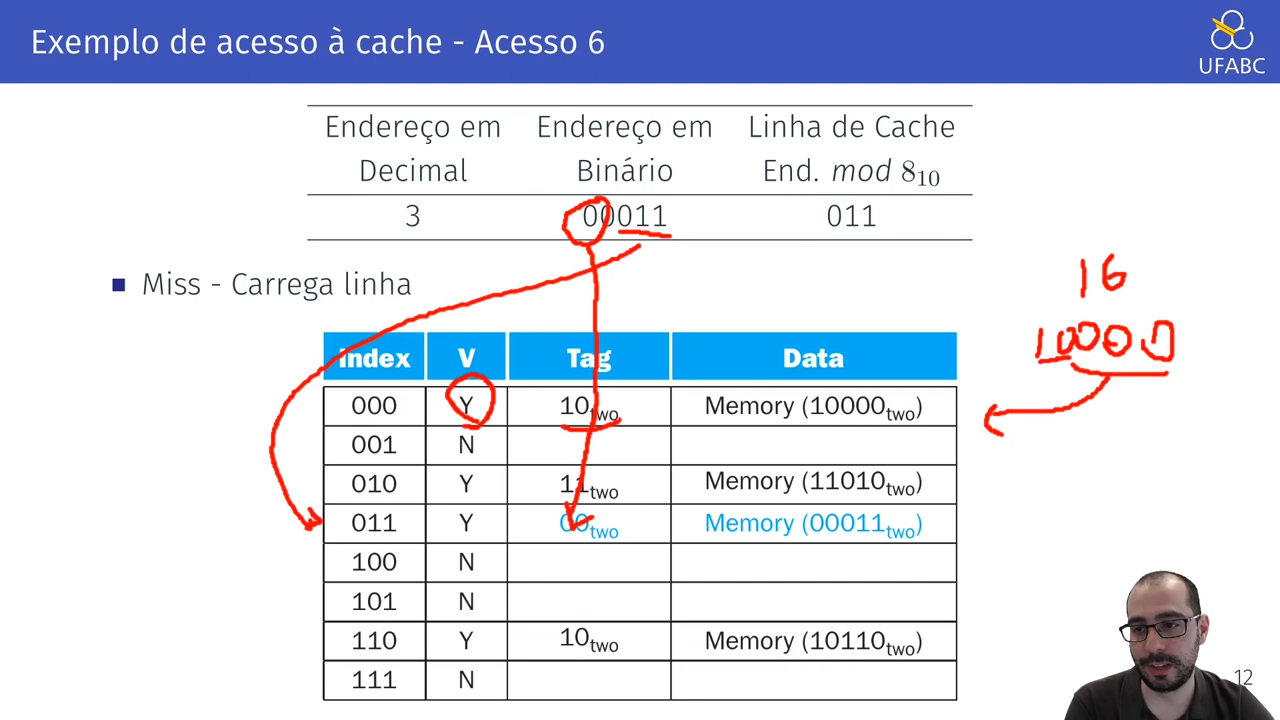 Exemplo de acesso à cache - Acesso 6
UFABC
Endereço em Decimal Endereço em Binário Linha de Cache End. mod 8₁₀
3 00011 011
Miss - Carrega linha
16
10000
Index V Tag Data
000 Y 10two Memory (10000two)
001 N
010 Y 11two Memory (11010two)
011 Y 00two Memory (00011two)
100 N
101 N
110 Y 10two Memory (10110two)
111 N
12